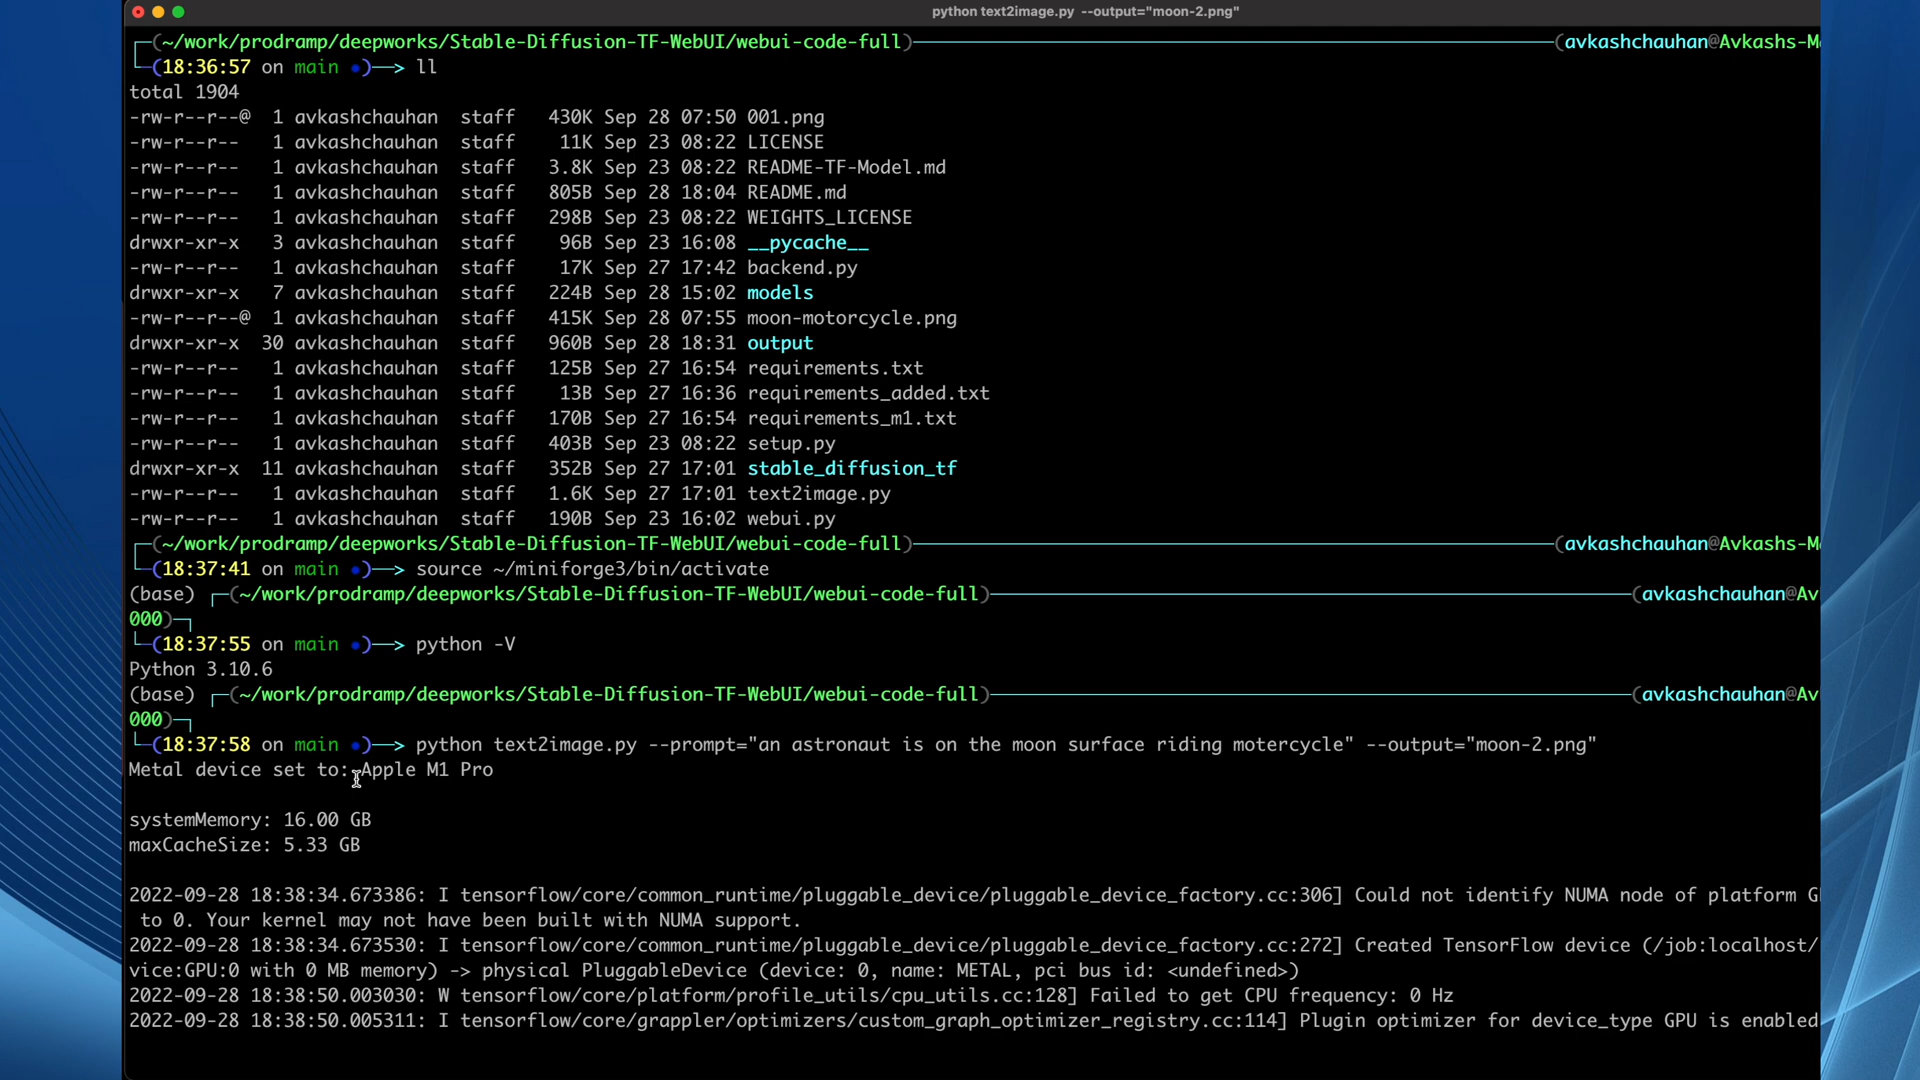 python text2image.py --output="moon-2.png"
(~/work/prodramp/deepworks/Stable-Diffusion-TF-WebUI/webui-code-full) (avkashchauhan@Avkashs-M
(18:36:57 on main ●)—> ll
total 1904
-rw-r--r--@ 1 avkashchauhan staff 430K Sep 28 07:50 001.png
-rw-r--r-- 1 avkashchauhan staff 11K Sep 23 08:22 LICENSE
-rw-r--r-- 1 avkashchauhan staff 3.8K Sep 23 08:22 README-TF-Model.md
-rw-r--r-- 1 avkashchauhan staff 805B Sep 28 18:04 README.md
-rw-r--r-- 1 avkashchauhan staff 298B Sep 23 08:22 WEIGHTS_LICENSE
drwxr-xr-x 3 avkashchauhan staff 96B Sep 23 16:08 __pycache__
-rw-r--r-- 1 avkashchauhan staff 17K Sep 27 17:42 backend.py
drwxr-xr-x 7 avkashchauhan staff 224B Sep 28 15:02 models
-rw-r--r--@ 1 avkashchauhan staff 415K Sep 28 07:55 moon-motorcycle.png
drwxr-xr-x 30 avkashchauhan staff 960B Sep 28 18:31 output
-rw-r--r-- 1 avkashchauhan staff 125B Sep 27 16:54 requirements.txt
-rw-r--r-- 1 avkashchauhan staff 13B Sep 27 16:36 requirements_added.txt
-rw-r--r-- 1 avkashchauhan staff 170B Sep 27 16:54 requirements_m1.txt
-rw-r--r-- 1 avkashchauhan staff 403B Sep 23 08:22 setup.py
drwxr-xr-x 11 avkashchauhan staff 352B Sep 27 17:01 stable_diffusion_tf
-rw-r--r-- 1 avkashchauhan staff 1.6K Sep 27 17:01 text2image.py
-rw-r--r-- 1 avkashchauhan staff 190B Sep 23 16:02 webui.py
(~/work/prodramp/deepworks/Stable-Diffusion-TF-WebUI/webui-code-full) (avkashchauhan@Avkashs-M
(18:37:41 on main ●)—> source ~/miniforge3/bin/activate
(base) (~/work/prodramp/deepworks/Stable-Diffusion-TF-WebUI/webui-code-full) (avkashchauhan@Av
000)
(18:37:55 on main ●)—> python -V
Python 3.10.6
(base) (~/work/prodramp/deepworks/Stable-Diffusion-TF-WebUI/webui-code-full) (avkashchauhan@Av
000)
(18:37:58 on main ●)—> python text2image.py --prompt="an astronaut is on the moon surface riding motercycle" --output="moon-2.png"
Metal device set to: Apple M1 Pro
systemMemory: 16.00 GB
maxCacheSize: 5.33 GB
2022-09-28 18:38:34.673386: I tensorflow/core/common_runtime/pluggable_device/pluggable_device_factory.cc:306] Could not identify NUMA node of platform G
to 0. Your kernel may not have been built with NUMA support.
2022-09-28 18:38:34.673530: I tensorflow/core/common_runtime/pluggable_device/pluggable_device_factory.cc:272] Created TensorFlow device (/job:localhost/
vice:GPU:0 with 0 MB memory) -> physical PluggableDevice (device: 0, name: METAL, pci bus id: <undefined>)
2022-09-28 18:38:50.003030: W tensorflow/core/platform/profile_utils/cpu_utils.cc:128] Failed to get CPU frequency: 0 Hz
2022-09-28 18:38:50.005311: I tensorflow/core/grappler/optimizers/custom_graph_optimizer_registry.cc:114] Plugin optimizer for device_type GPU is enabled